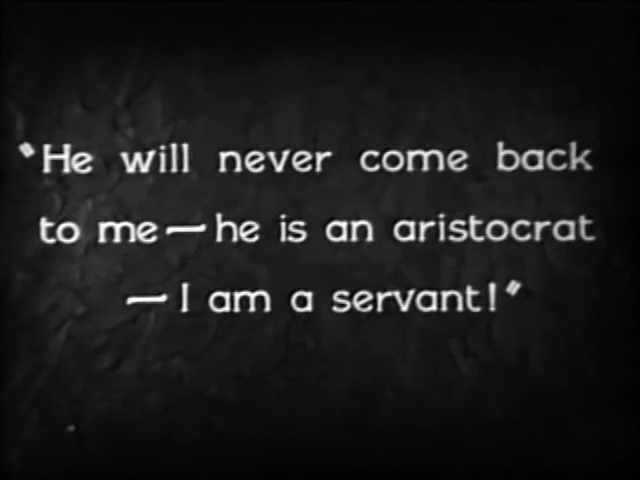 "He will never come back
to me—he is an aristocrat
—I am a servant!"